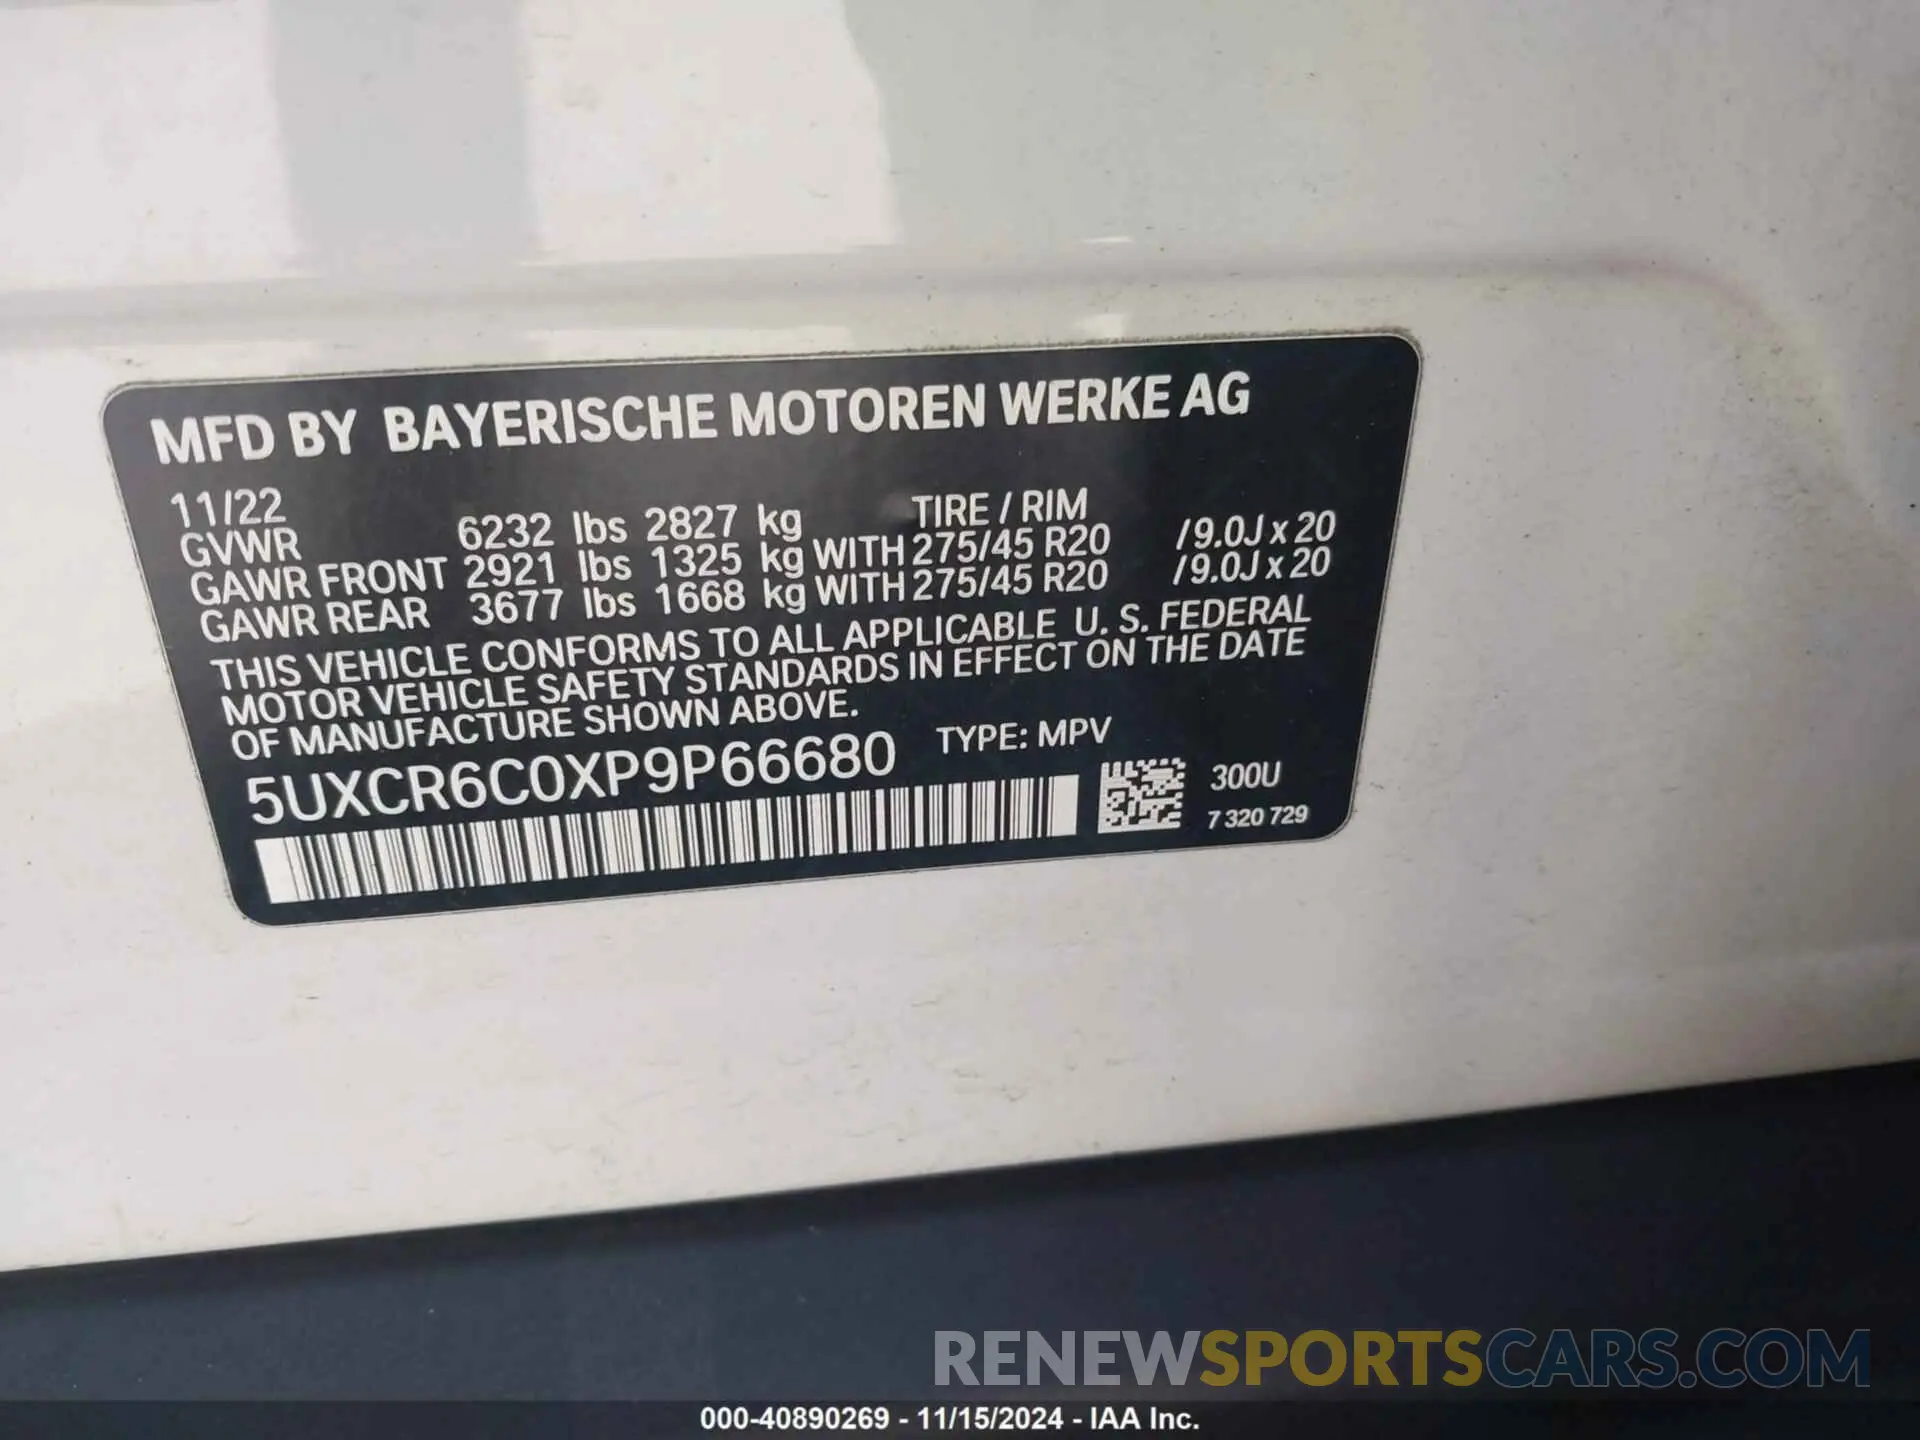 MFD BY BAYERISCHE MOTOREN WERKE AG
11/22 TIRE / RIM
GVWR 6232 lbs 2827 kg
GAWR FRONT 2921 lbs 1325 kg WITH 275/45 R20 /9.0J x 20
GAWR REAR 3677 lbs 1668 kg WITH 275/45 R20 /9.0J x 20
THIS VEHICLE CONFORMS TO ALL APPLICABLE U. S. FEDERAL
MOTOR VEHICLE SAFETY STANDARDS IN EFFECT ON THE DATE
OF MANUFACTURE SHOWN ABOVE.
5UXCR6C0XP9P66680 TYPE: MPV
300U
7 320 729
RENEWSPORTSCARS.COM
000-40890269 - 11/15/2024 - IAA Inc.